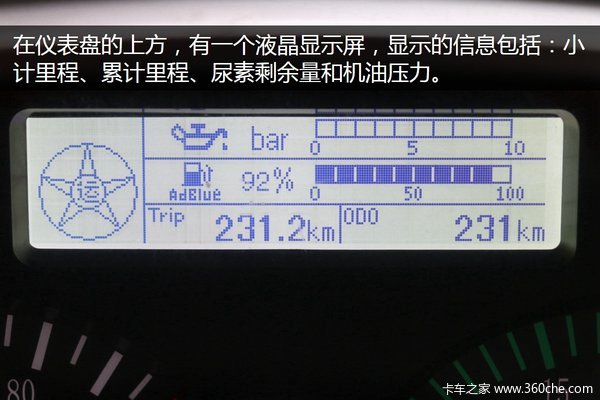 在仪表盘的上方，有一个液晶显示屏，显示的信息包括：小
计里程、累计里程、尿素剩余量和机油压力。
bar
0 5 10
AdBlue 92%
0 50 100
Trip 231.2km ODO 231km
80 15
卡车之家 www.360che.com